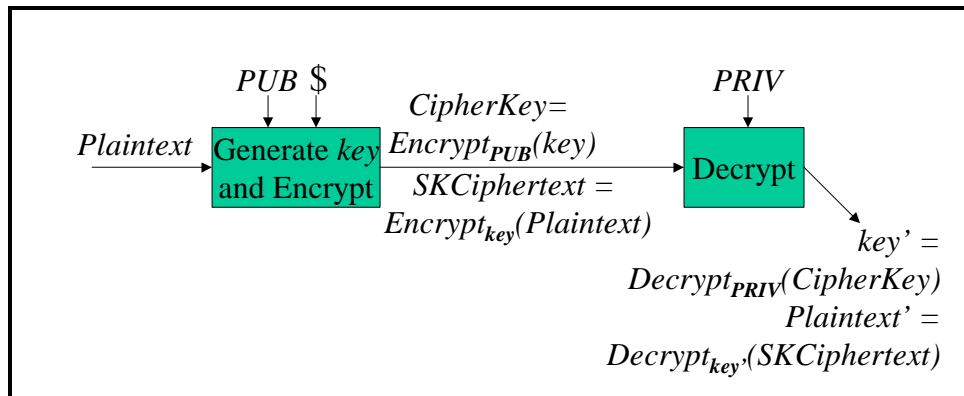 PUB $
PRIV
Plaintext
Generate key
and Encrypt
CipherKey=
Encrypt_PUB(key)
SKCiphertext =
Encrypt_key(Plaintext)
Decrypt
key’ =
Decrypt_PRIV(CipherKey)
Plaintext’ =
Decrypt_key’(SKCiphertext)